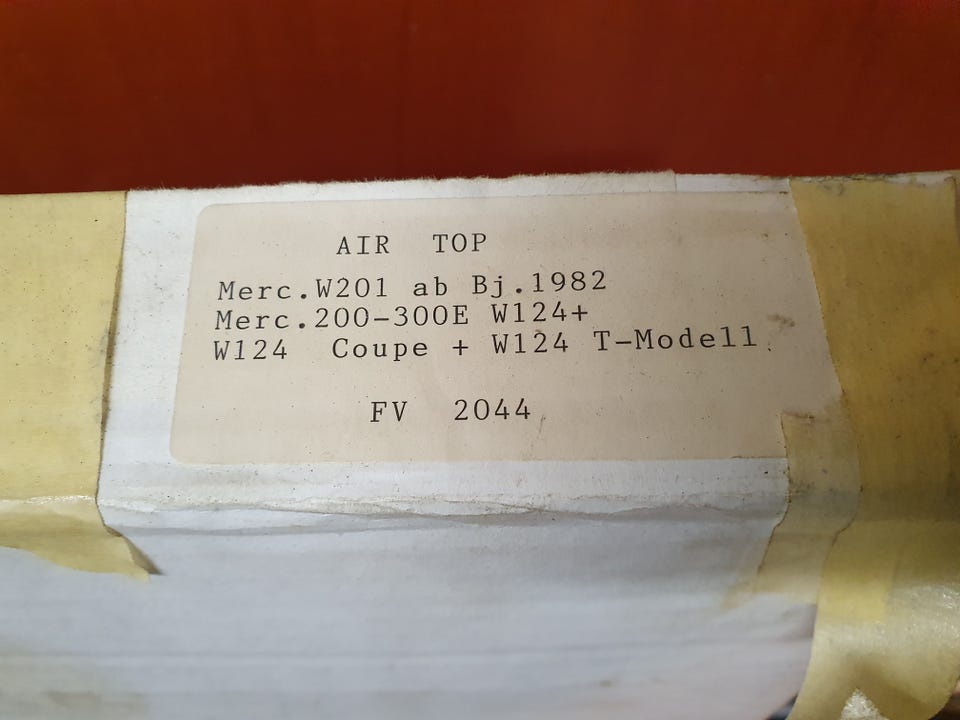 AIR TOP
Merc.W201 ab Bj.1982
Merc.200-300E W124+
W124 Coupe + W124 T-Modell
FV 2044